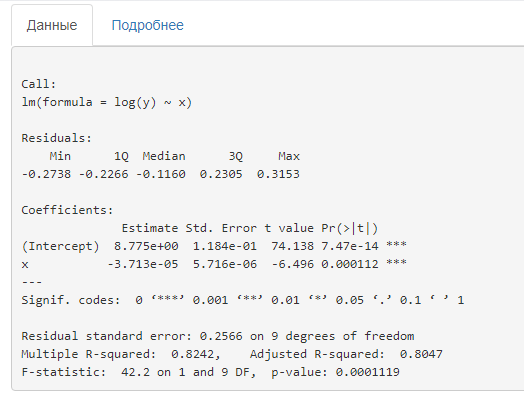 Данные Подробнее
Call:
lm(formula = log(y) ~ x)
Residuals:
Min 1Q Median 3Q Max
-0.2738 -0.2266 -0.1160 0.2305 0.3153
Coefficients:
Estimate Std. Error t value Pr(>|t|)
(Intercept) 8.775e+00 1.184e-01 74.138 7.47e-14 ***
x -3.713e-05 5.716e-06 -6.496 0.000112 ***
---
Signif. codes: 0 ‘***’ 0.001 ‘**’ 0.01 ‘*’ 0.05 ‘.’ 0.1 ‘ ’ 1
Residual standard error: 0.2566 on 9 degrees of freedom
Multiple R-squared: 0.8242, Adjusted R-squared: 0.8047
F-statistic: 42.2 on 1 and 9 DF, p-value: 0.0001119